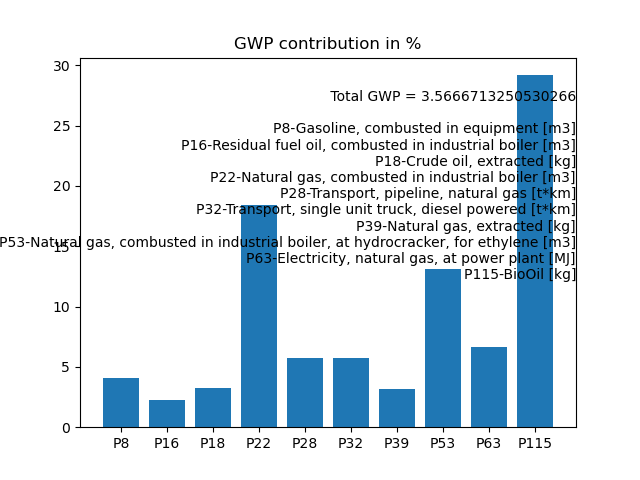 GWP contribution in %
30
Total GWP = 3.5666713250530266
25
P8-Gasoline, combusted in equipment [m3]
P16-Residual fuel oil, combusted in industrial boiler [m3]
P18-Crude oil, extracted [kg]
P22-Natural gas, combusted in industrial boiler [m3]
20
P28-Transport, pipeline, natural gas [t*km]
P32-Transport, single unit truck, diesel powered [t*km]
P39-Natural gas, extracted [kg]
P53-Natural gas, combusted in industrial boiler, at hydrocracker, for ethylene [m3]
15
P63-Electricity, natural gas, at power plant [MJ]
P115-BioOil [kg]
10
5
0
P8 P16 P18 P22 P28 P32 P39 P53 P63 P115